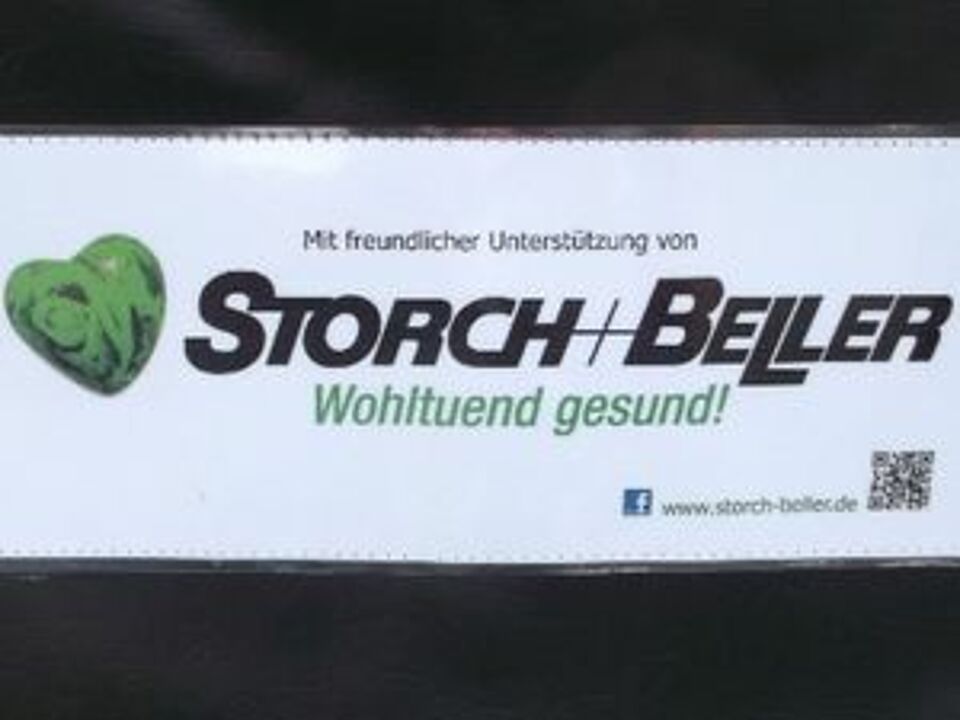 Mit freundlicher Unterstützung von
STORCH+BELLER
Wohltuend gesund!
f www.storch-beller.de